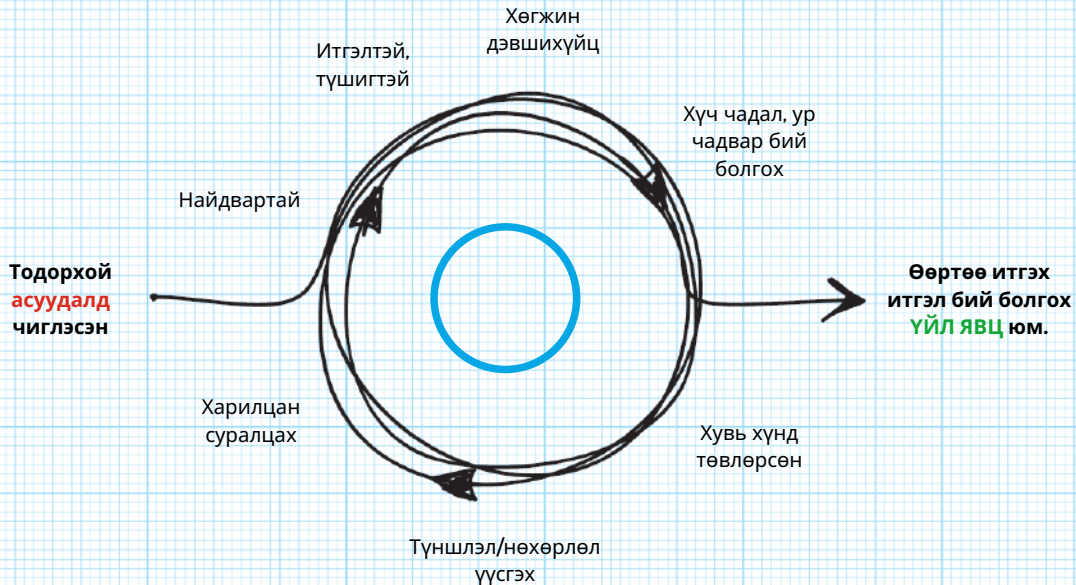 Хөгжин
дэвшихүйц
Итгэлтэй,
түшигтэй
Хүч чадал, ур
чадвар бий
болгох
Найдвартай
Тодорхой
асуудалд
чиглэсэн
Өөртөө итгэх
итгэл бий болгох
ҮЙЛ ЯВЦ юм.
Харилцан
суралцах
Хувь хүнд
төвлөрсөн
Түншлэл/нөхөрлөл
үүсгэх